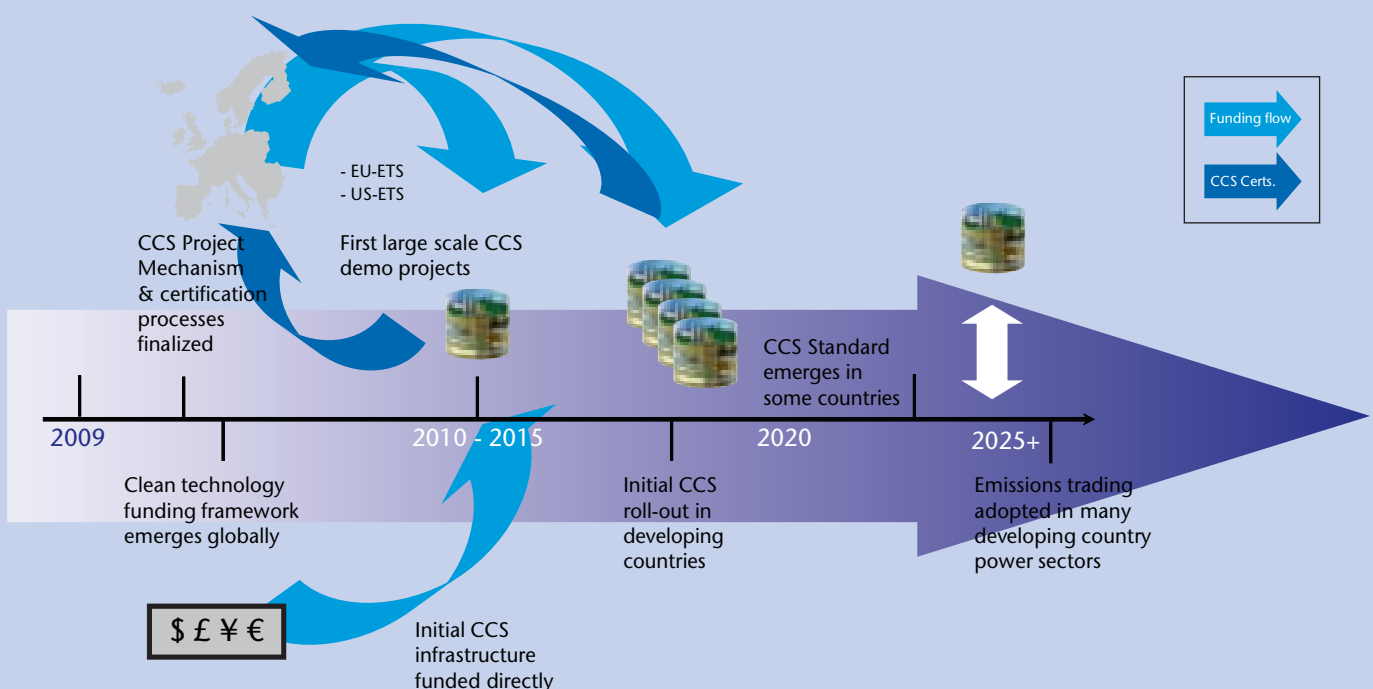 Funding flow
CCS Certs.
- EU-ETS
- US-ETS
CCS Project
Mechanism
& certification
processes
finalized
First large scale CCS
demo projects
CCS Standard
emerges in
some countries
2009
2010 - 2015
2020
2025+
Clean technology
funding framework
emerges globally
Initial CCS
roll-out in
developing
countries
Emissions trading
adopted in many
developing country
power sectors
$ £ ¥ €
Initial CCS
infrastructure
funded directly